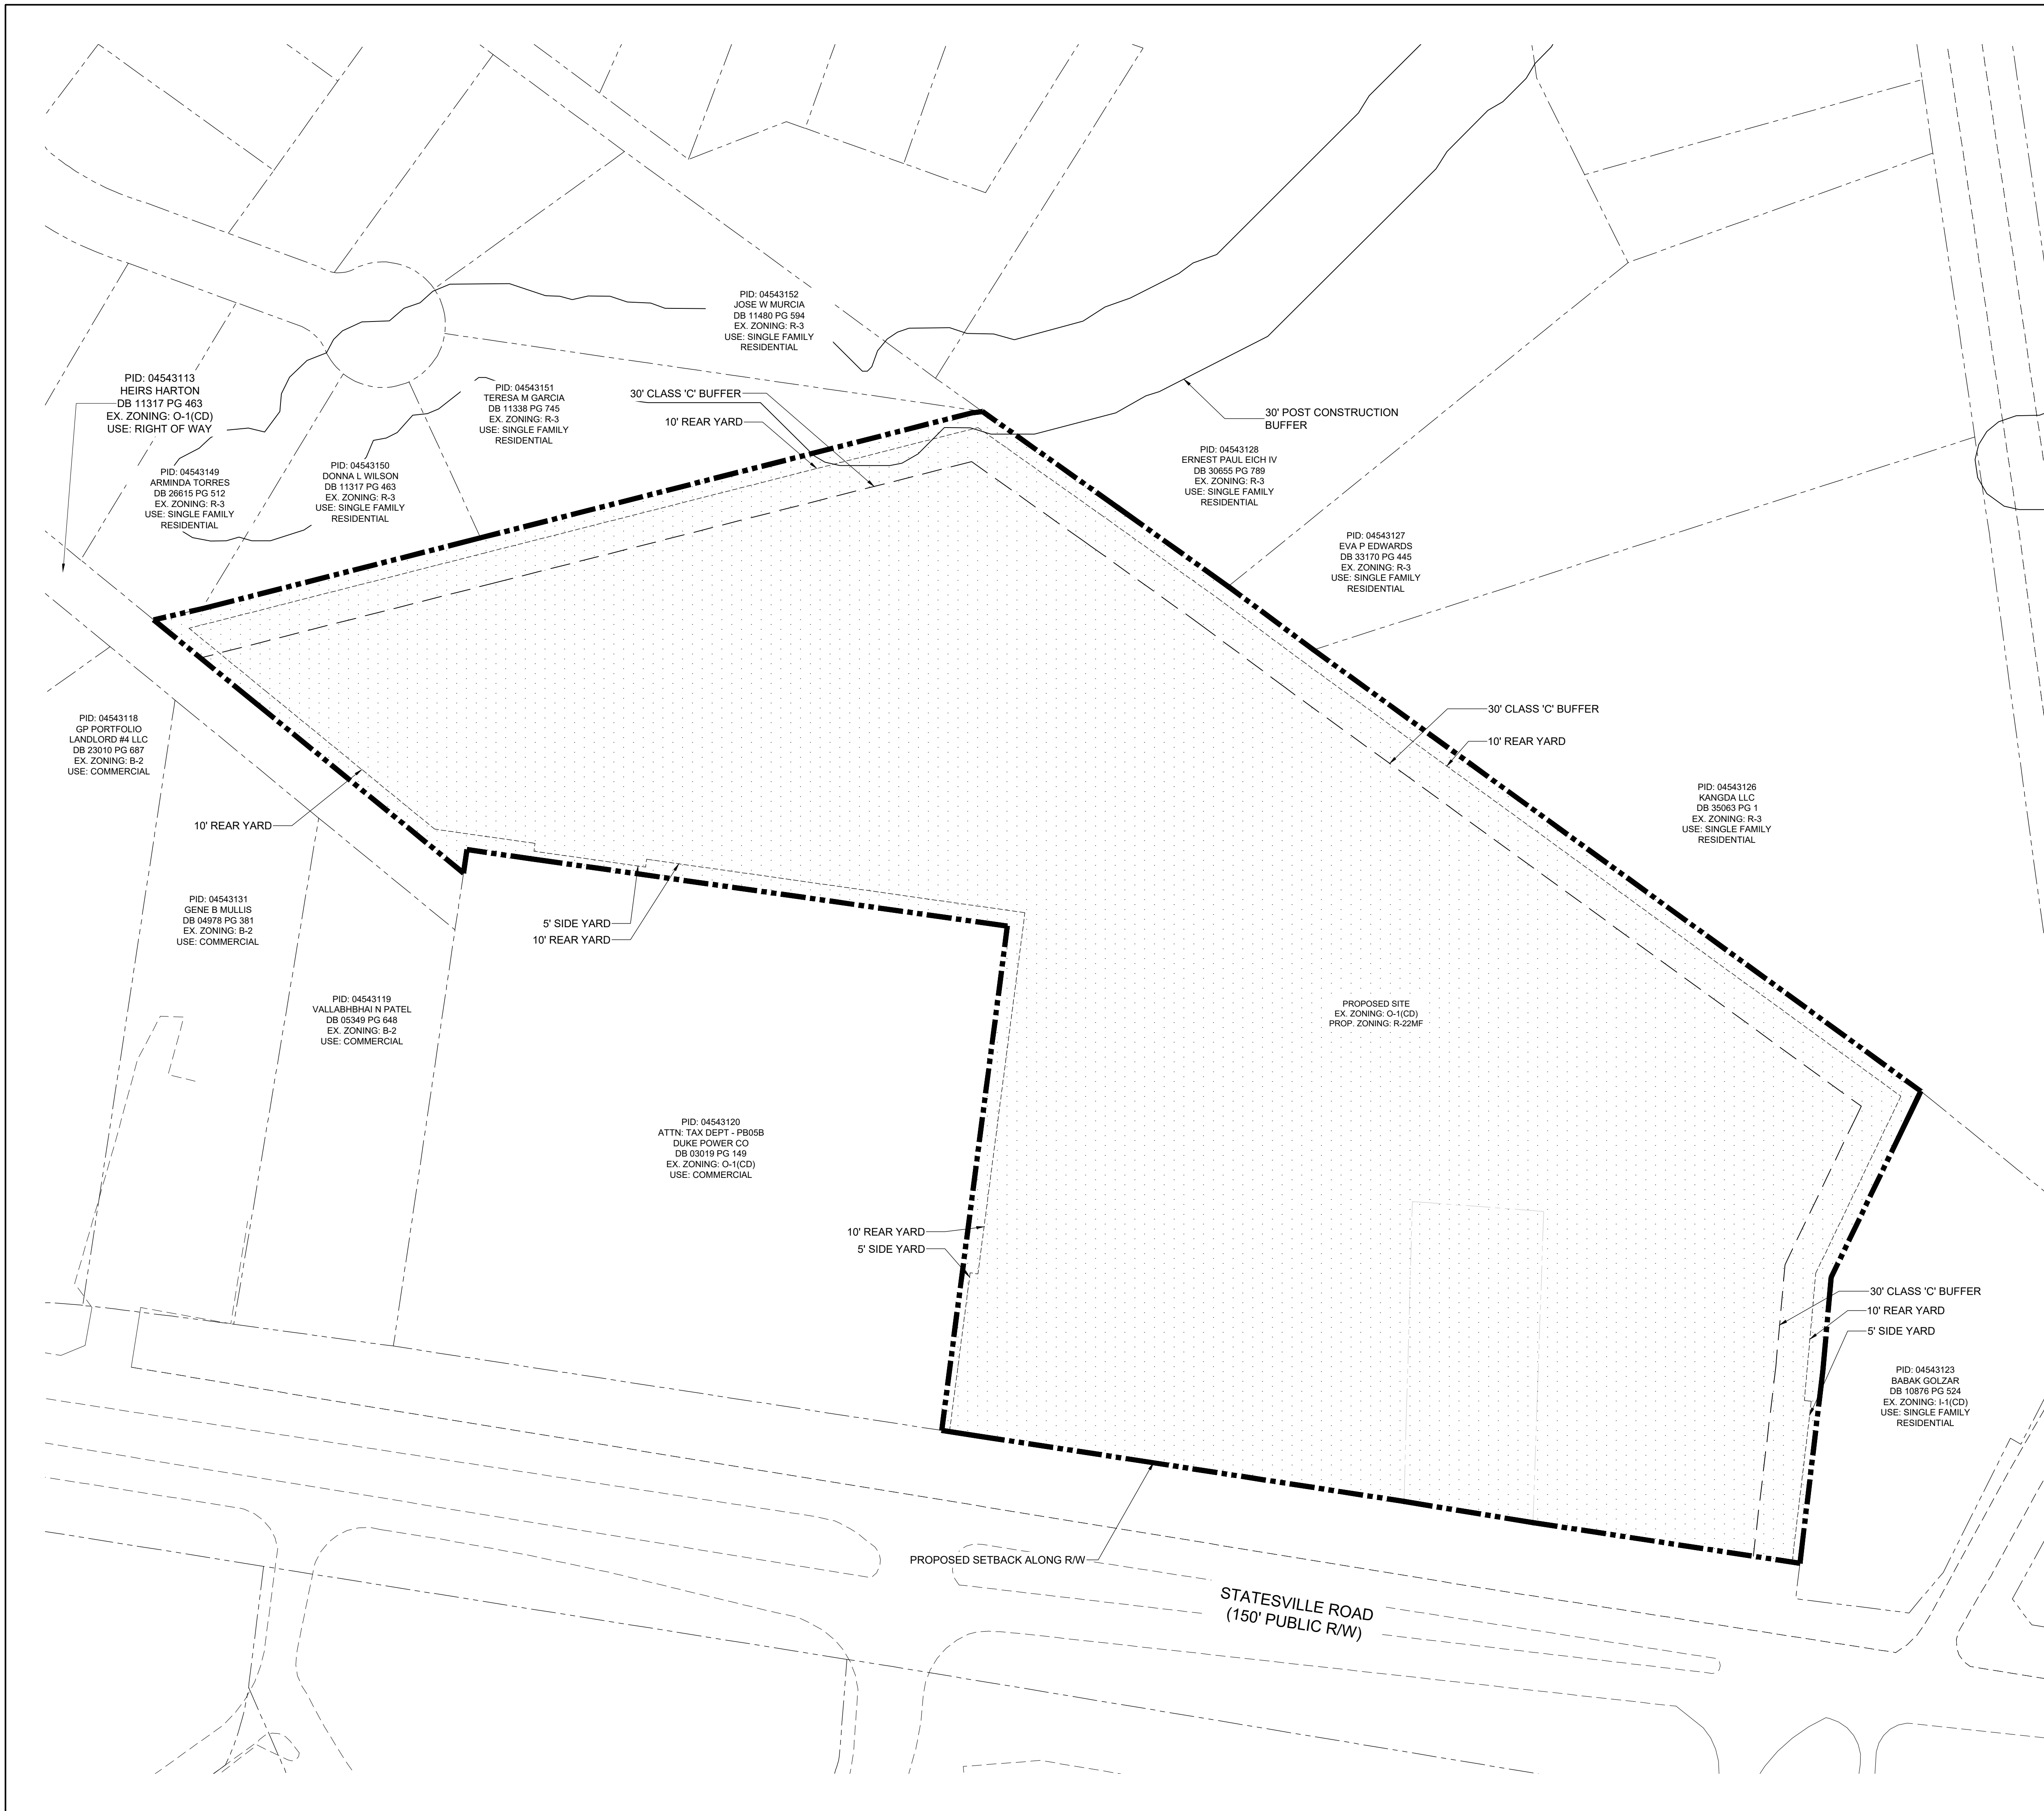 PID: 04543152
JOSE W MURCIA
DB 11480 PG 594
EX. ZONING: R-3
USE: SINGLE FAMILY
RESIDENTIAL
PID: 04543113
HEIRS HARTON
DB 11317 PG 463
EX. ZONING: O-1(CD)
USE: RIGHT OF WAY
PID: 04543151
TERESA M GARCIA
DB 11338 PG 745
EX. ZONING: R-3
USE: SINGLE FAMILY
RESIDENTIAL
30' CLASS 'C' BUFFER
10' REAR YARD
30' POST CONSTRUCTION
BUFFER
PID: 04543149
ARMINDA TORRES
DB 26615 PG 512
EX. ZONING: R-3
USE: SINGLE FAMILY
RESIDENTIAL
PID: 04543150
DONNA L WILSON
DB 11317 PG 463
EX. ZONING: R-3
USE: SINGLE FAMILY
RESIDENTIAL
PID: 04543128
ERNEST PAUL EICH IV
DB 30655 PG 789
EX. ZONING: R-3
USE: SINGLE FAMILY
RESIDENTIAL
PID: 04543127
EVA P EDWARDS
DB 33170 PG 445
EX. ZONING: R-3
USE: SINGLE FAMILY
RESIDENTIAL
30' CLASS 'C' BUFFER
10' REAR YARD
PID: 04543118
GP PORTFOLIO
LANDLORD #4 LLC
DB 23010 PG 687
EX. ZONING: B-2
USE: COMMERCIAL
PID: 04543126
KANGDA LLC
DB 35063 PG 1
EX. ZONING: R-3
USE: SINGLE FAMILY
RESIDENTIAL
10' REAR YARD
PID: 04543131
GENE B MULLIS
DB 04978 PG 381
EX. ZONING: B-2
USE: COMMERCIAL
5' SIDE YARD
10' REAR YARD
PID: 04543119
VALLABHBHAI N PATEL
DB 05349 PG 648
EX. ZONING: B-2
USE: COMMERCIAL
PROPOSED SITE
EX. ZONING: O-1(CD)
PROP. ZONING: R-22MF
PID: 04543120
ATTN: TAX DEPT - PB05B
DUKE POWER CO
DB 03019 PG 149
EX. ZONING: O-1(CD)
USE: COMMERCIAL
10' REAR YARD
5' SIDE YARD
30' CLASS 'C' BUFFER
10' REAR YARD
5' SIDE YARD
PID: 04543123
BABAK GOLZAR
DB 10876 PG 524
EX. ZONING: I-1(CD)
USE: SINGLE FAMILY
RESIDENTIAL
PROPOSED SETBACK ALONG R/W
STATESVILLE ROAD
(150' PUBLIC R/W)